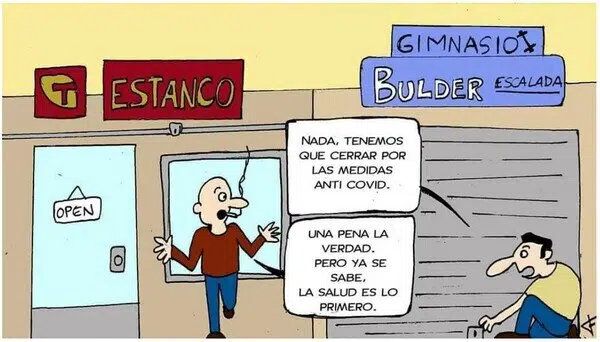 ESTANCO
GIMNASIO
BULDER ESCALADA
OPEN
NADA, TENEMOS
QUE CERRAR POR
LAS MEDIDAS
ANTI COVID.
UNA PENA LA
VERDAD.
PERO YA SE
SABE,
LA SALUD ES LO
PRIMERO.